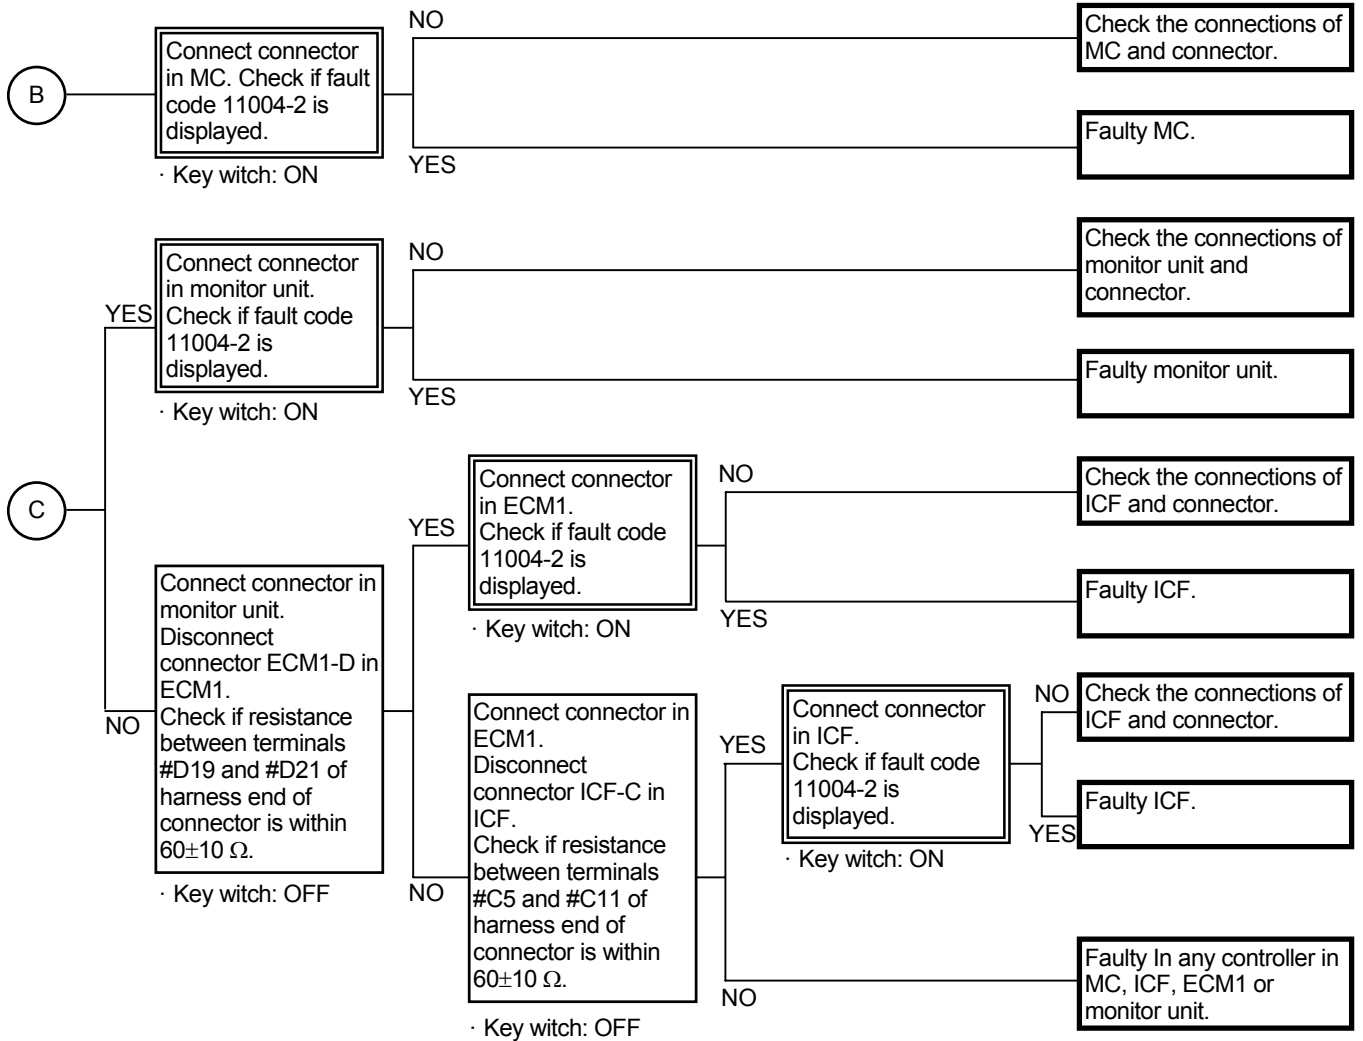 B
Connect connector
in MC. Check if fault
code 11004-2 is
displayed.
· Key witch: ON
NO
YES
Check the connections of
MC and connector.
Faulty MC.
C
YES
NO
Connect connector
in monitor unit.
Check if fault code
11004-2 is
displayed.
· Key witch: ON
NO
YES
Check the connections of
monitor unit and
connector.
Faulty monitor unit.
Connect connector in
monitor unit.
Disconnect
connector ECM1-D in
ECM1.
Check if resistance
between terminals
#D19 and #D21 of
harness end of
connector is within
60±10 Ω.
· Key witch: OFF
YES
NO
Connect connector
in ECM1.
Check if fault code
11004-2 is
displayed.
· Key witch: ON
NO
YES
Check the connections of
ICF and connector.
Faulty ICF.
Connect connector in
ECM1.
Disconnect
connector ICF-C in
ICF.
Check if resistance
between terminals
#C5 and #C11 of
harness end of
connector is within
60±10 Ω.
· Key witch: OFF
YES
NO
Connect connector
in ICF.
Check if fault code
11004-2 is
displayed.
· Key witch: ON
NO
YES
Check the connections of
ICF and connector.
Faulty ICF.
Faulty In any controller in
MC, ICF, ECM1 or
monitor unit.